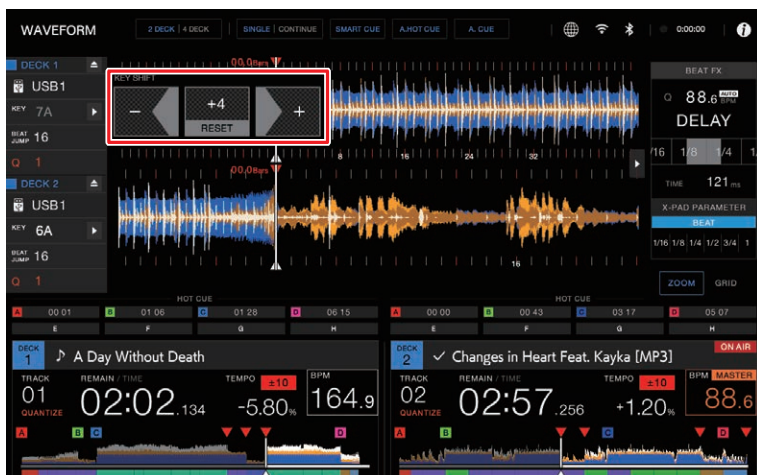 WAVEFORM 2 DECK | 4 DECK SINGLE | CONTINUE SMART CUE A.HOT CUE A. CUE 0:00:00 i
DECK 1 00.0Bars
KEY SHIFT
USB1
KEY 7A
− +4 +
RESET
BEAT JUMP 16
Q 1
8 16 24 32
DECK 2 00.0Bars
USB1
KEY 6A
BEAT JUMP 16
Q 1
16
BEAT FX
Q 88.6 AUTO BPM
DELAY
/16 1/8 1/4 1
TIME 121 ms
X-PAD PARAMETER
BEAT
1/16 1/8 1/4 1/2 3/4 1
ZOOM GRID
HOT CUE HOT CUE
A 00 01 B 01 06 C 01 28 D 06 15 A 00 00 B 00 43 C 03 17 D 05 07
E F G H E F G H
DECK 1 ♪ A Day Without Death
TRACK 01
QUANTIZE
REMAIN / TIME
02:02.134
TEMPO ±10
-5.80%
BPM
164.9
A B C D
DECK 2 ✓ Changes in Heart Feat. Kayka [MP3] ON AIR
TRACK 02
QUANTIZE
REMAIN / TIME
02:57.256
TEMPO ±10
+1.20%
BPM MASTER
88.6
A B C D